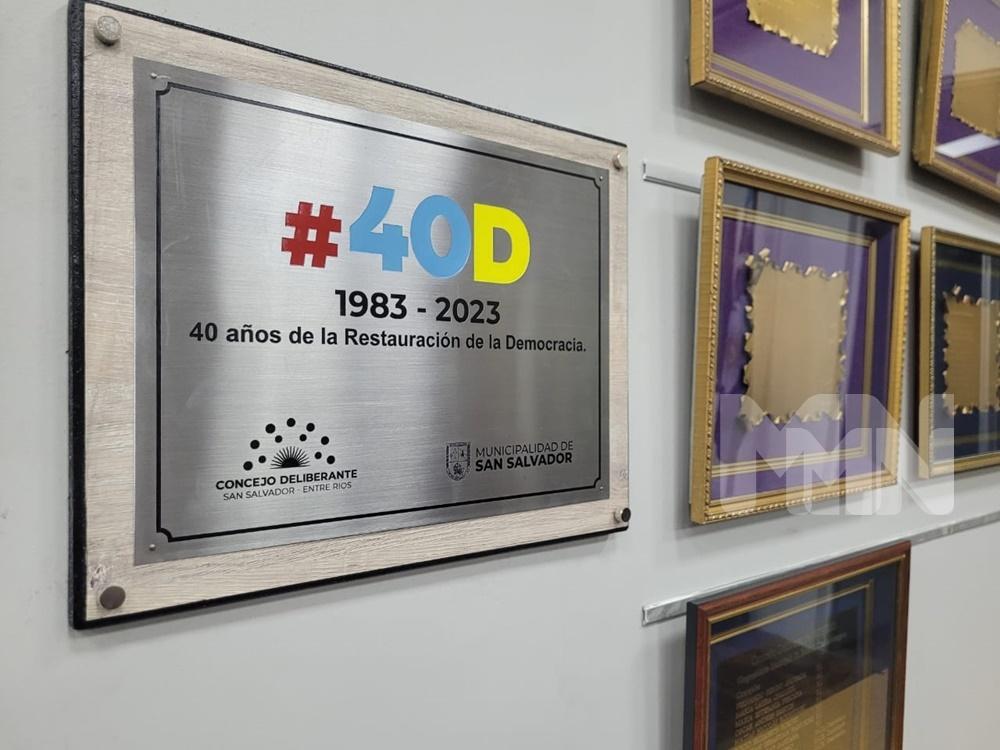 #40D
1983 - 2023
40 años de la Restauración de la Democracia.
CONCEJO DELIBERANTE
SAN SALVADOR - ENTRE RIOS
MUNICIPALIDAD DE
SAN SALVADOR
MMN